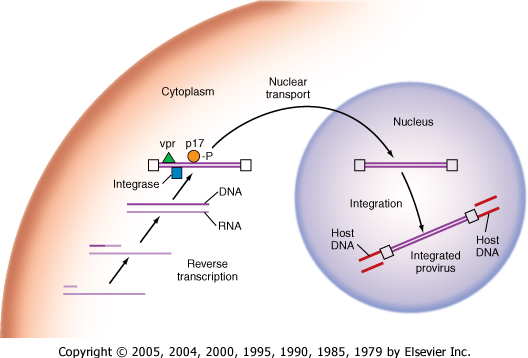 Cytoplasm
Nuclear
transport
Nucleus
vpr
p17
-P
Integrase
DNA
RNA
Reverse
transcription
Integration
Host
DNA
Integrated
provirus
Host
DNA
Copyright © 2005, 2004, 2000, 1995, 1990, 1985, 1979 by Elsevier Inc.